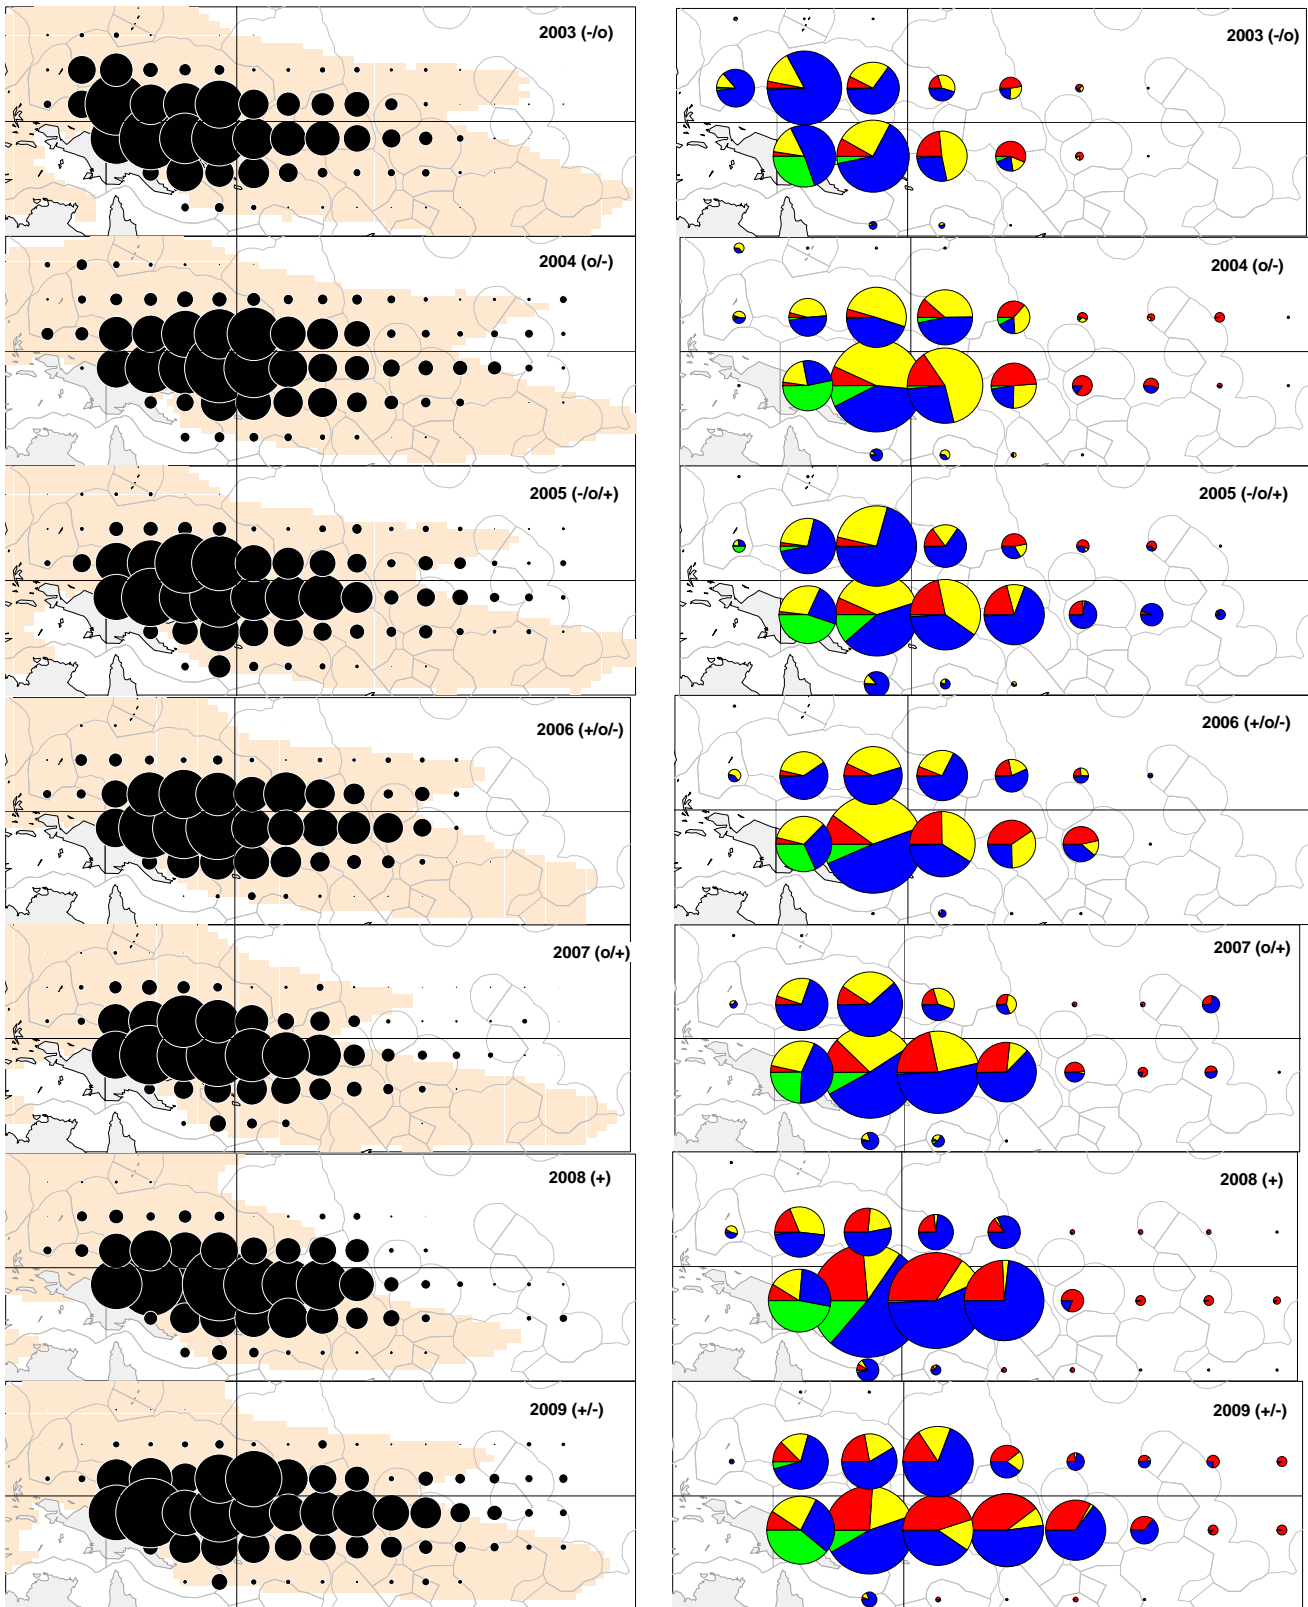 2003 (-/o)
2003 (-/o)
2004 (o/-)
2004 (o/-)
2005 (-/o/+)
2005 (-/o/+)
2006 (+/o/-)
2006 (+/o/-)
2007 (o/+)
2007 (o/+)
2008 (+)
2008 (+)
2009 (+/-)
2009 (+/-)